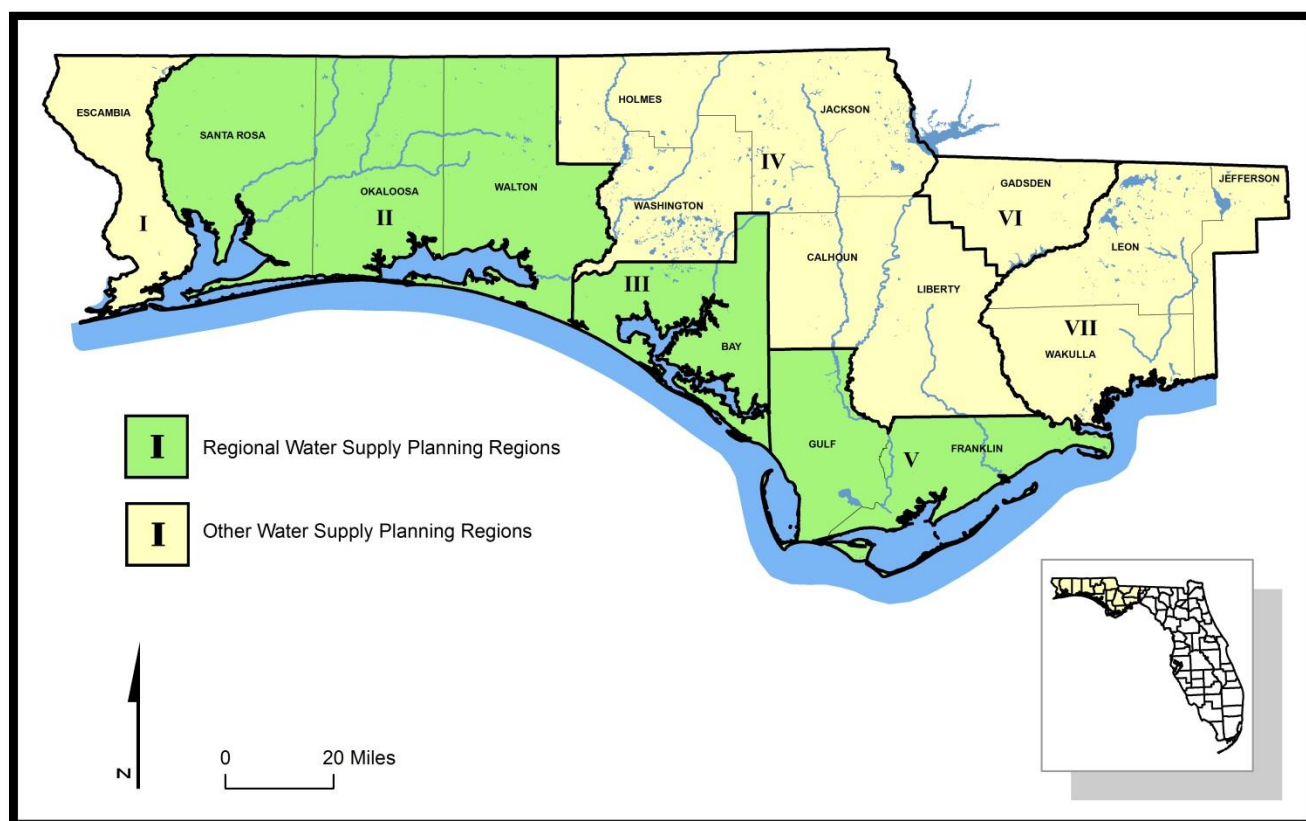 ESCAMBIA
SANTA ROSA
OKALOOSA
WALTON
HOLMES
JACKSON
WASHINGTON
GADSDEN
JEFFERSON
LEON
CALHOUN
LIBERTY
BAY
WAKULLA
GULF
FRANKLIN
I
II
III
IV
V
VI
VII
I Regional Water Supply Planning Regions
I Other Water Supply Planning Regions
N
0 20 Miles